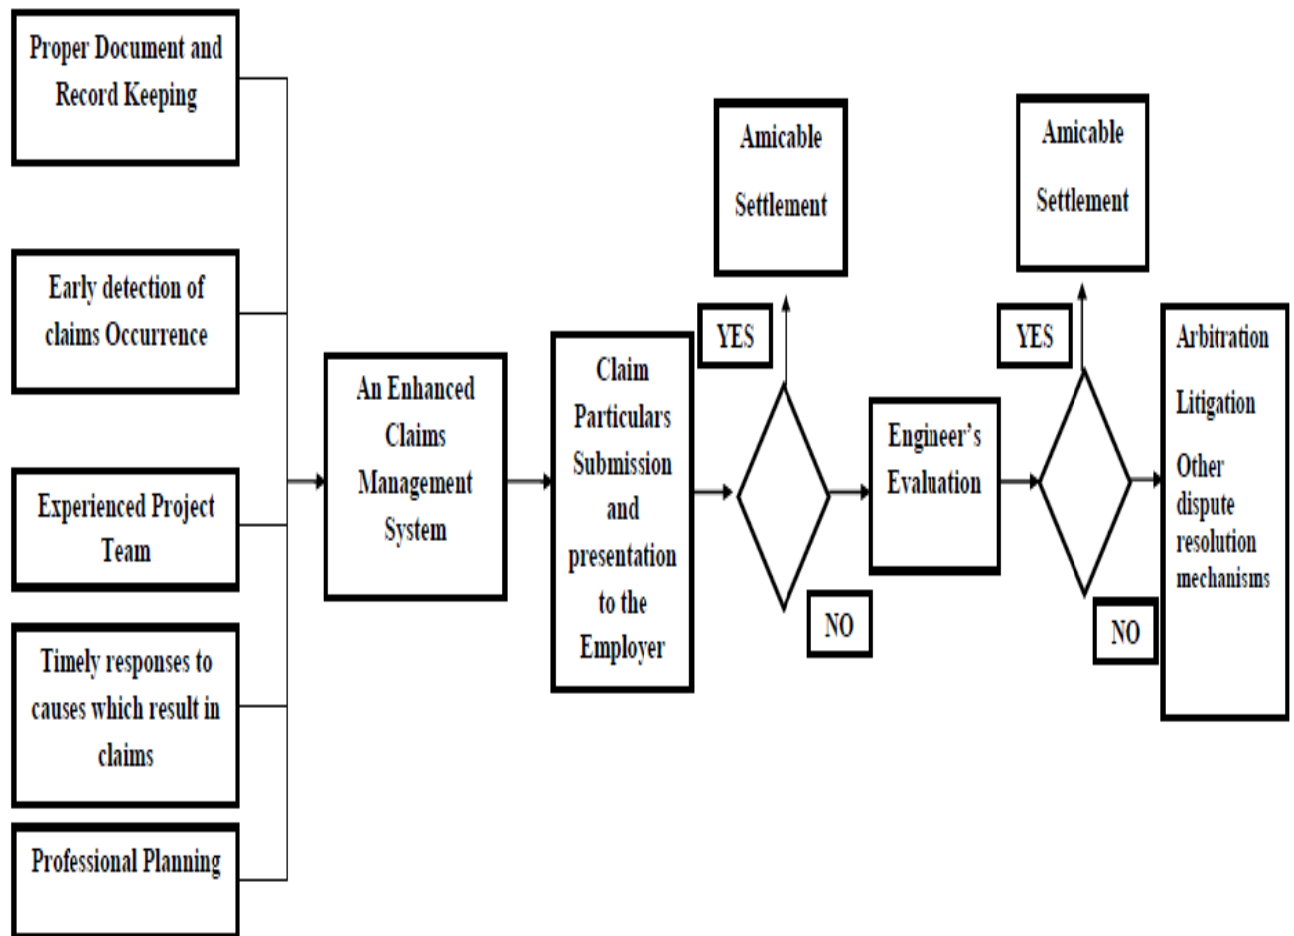 Proper Document and
Record Keeping
Early detection of
claims Occurrence
Experienced Project
Team
Timely responses to
causes which result in
claims
Professional Planning
An Enhanced
Claims
Management
System
Claim
Particulars
Submission
and
presentation
to the
Employer
YES
Amicable
Settlement
NO
Engineer's
Evaluation
YES
Amicable
Settlement
NO
Arbitration
Litigation
Other
dispute
resolution
mechanisms